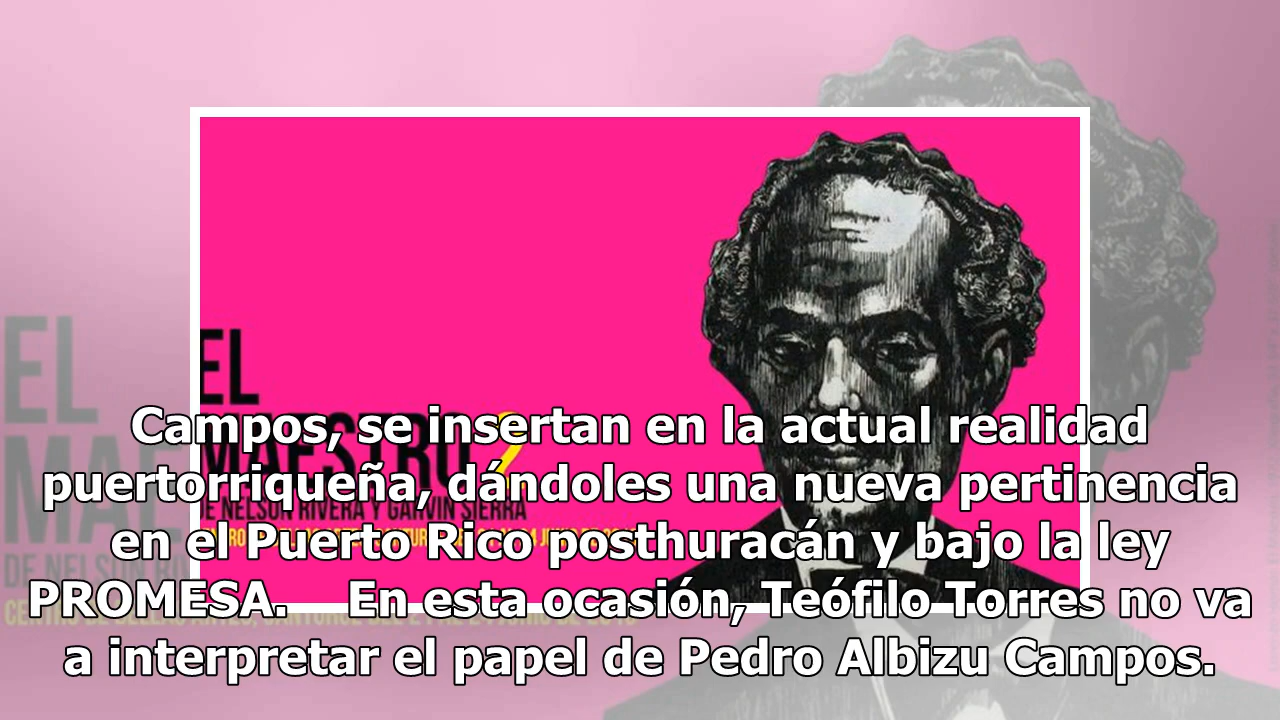 EL
MAESTRO 2
DE NELSON RIVERA Y GARVIN SIERRA
Campos, se insertan en la actual realidad
puertorriqueña, dándoles una nueva pertinencia
en el Puerto Rico posthuracán y bajo la ley
PROMESA. En esta ocasión, Teófilo Torres no va
a interpretar el papel de Pedro Albizu Campos.